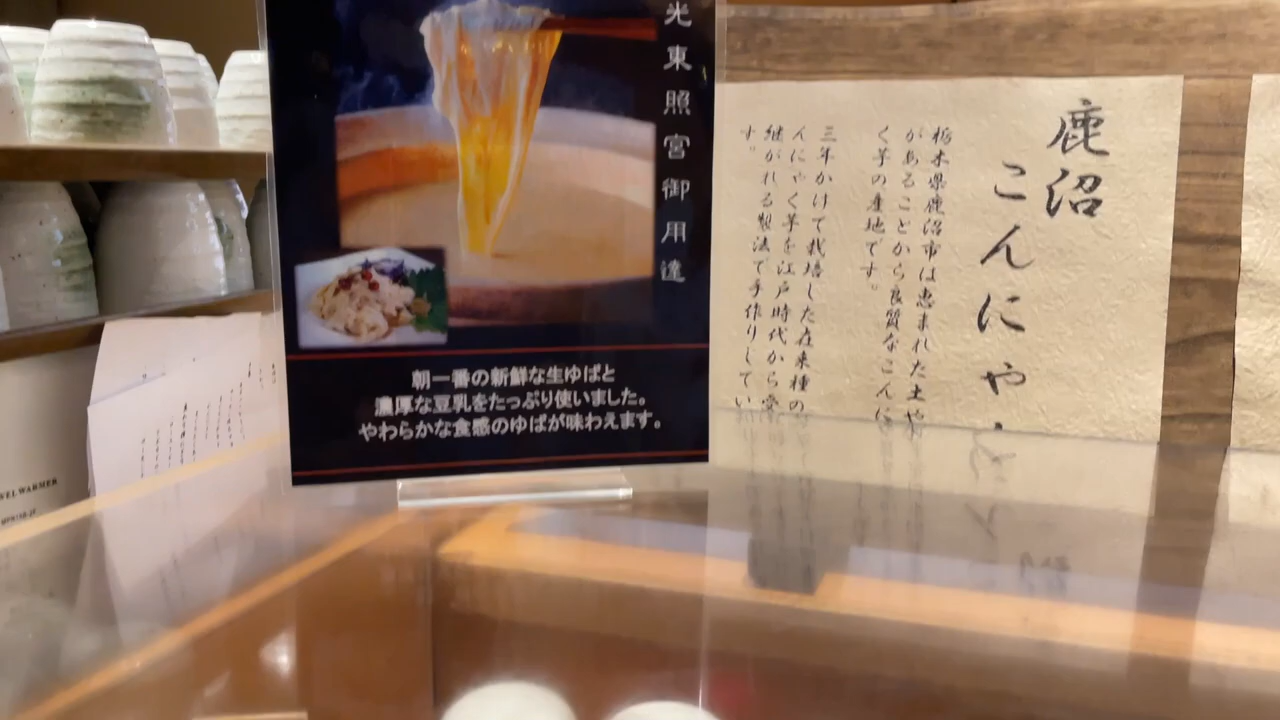 光東照宮御用達
朝一番の新鮮な生ゆばと
濃厚な豆乳をたっぷり使いました。
やわらかな食感のゆばが味わえます。
鹿沼
こんにゃく
栃木県鹿沼市は恵まれた土や
があることから良質なこんに
く芋の産地です。
三年かけて栽培した在来種の
んにゃく芋を江戸時代から受
継がれる製法で手作りしてい
す。
SEL WARMER